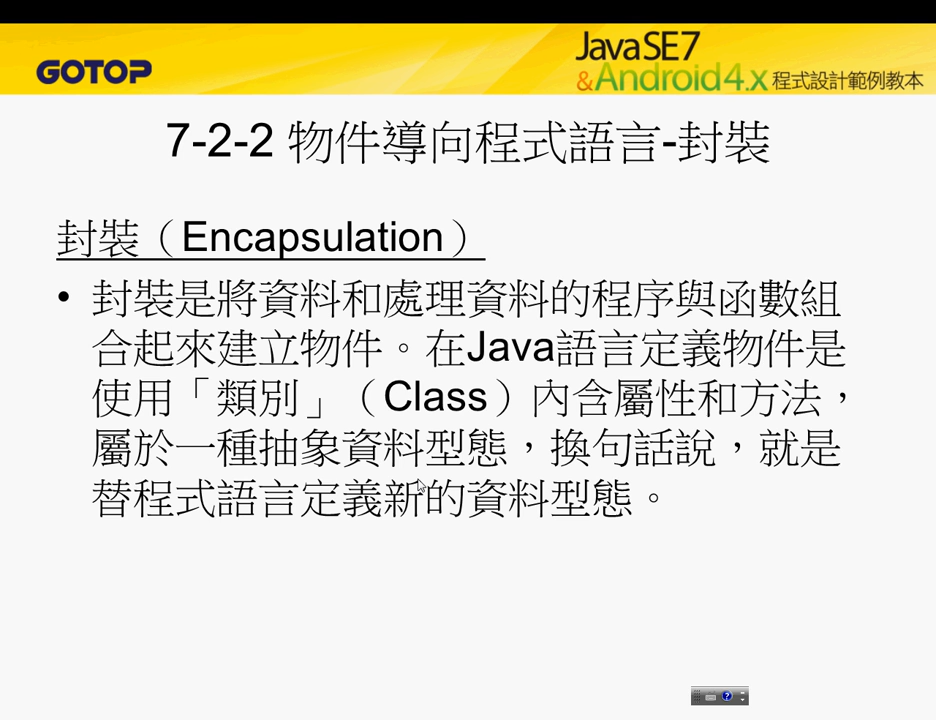 GOTOP
Java SE 7
&Android 4.x 程式設計範例教本
7-2-2 物件導向程式語言-封裝
封裝（Encapsulation）
• 封裝是將資料和處理資料的程序與函數組
合起來建立物件。在Java語言定義物件是
使用「類別」（Class）內含屬性和方法，
屬於一種抽象資料型態，換句話說，就是
替程式語言定義新的資料型態。